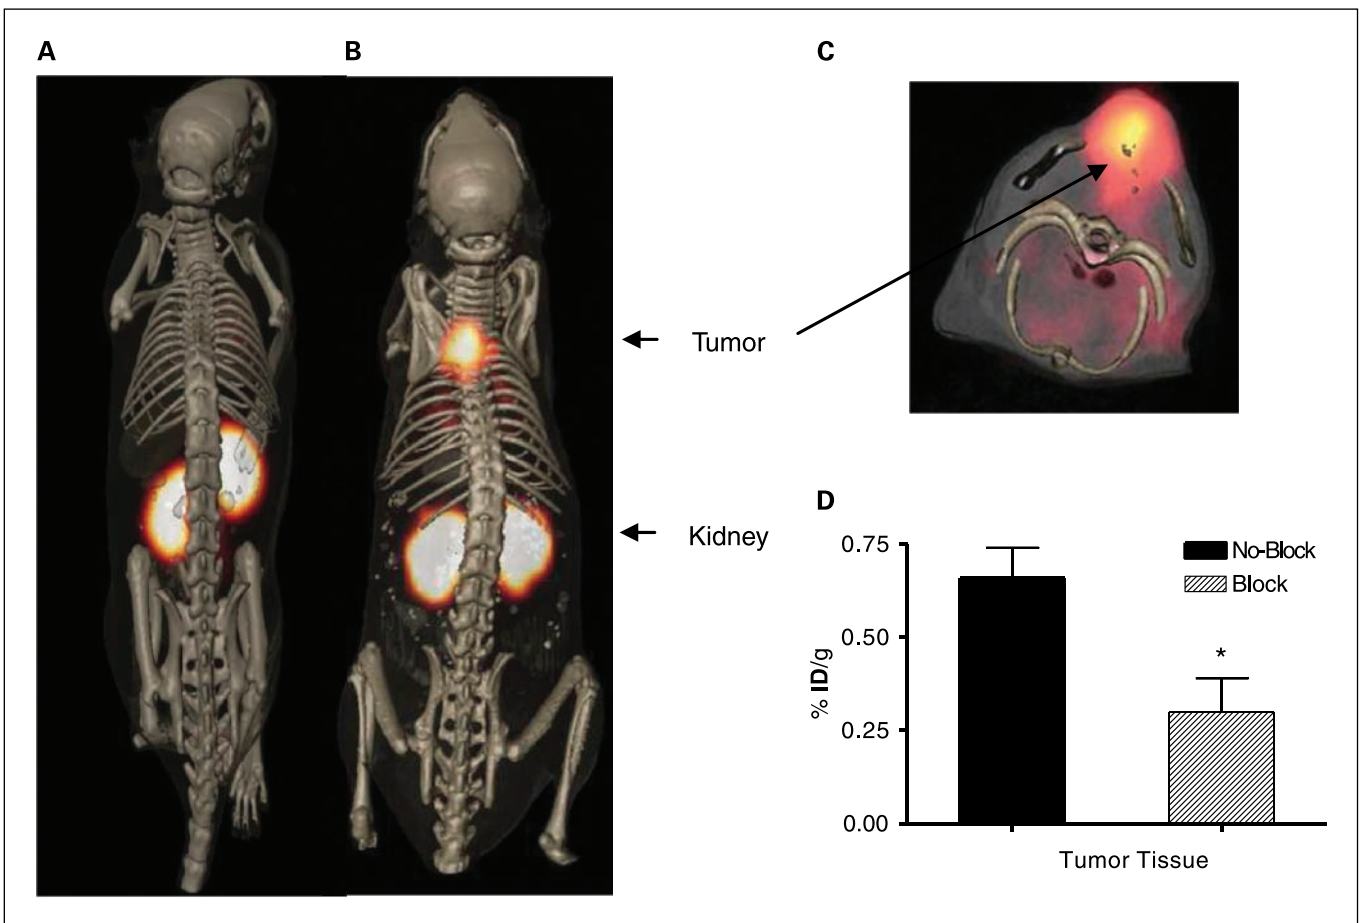 A
B
C
Tumor
Kidney
D
0.75
0.50
0.25
0.00
% ID/g
No-Block
Block
*
Tumor Tissue